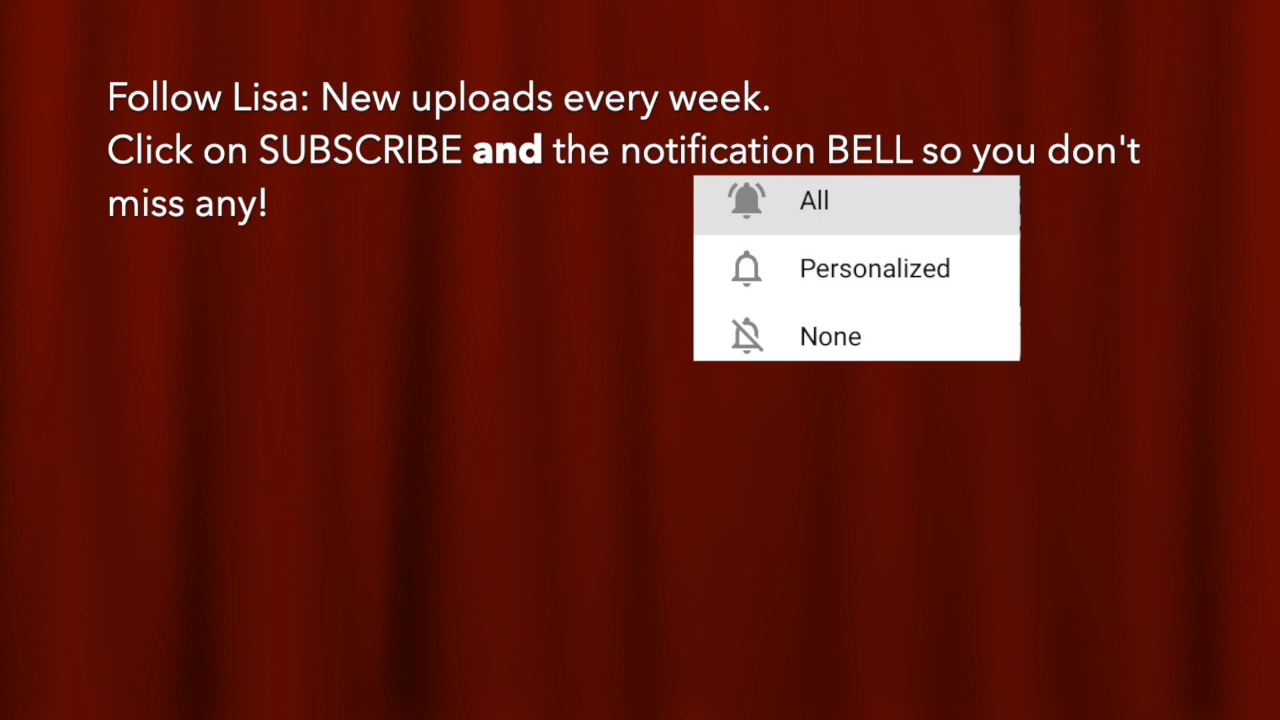 Follow Lisa: New uploads every week.
Click on SUBSCRIBE and the notification BELL so you don't
miss any!
All
Personalized
None